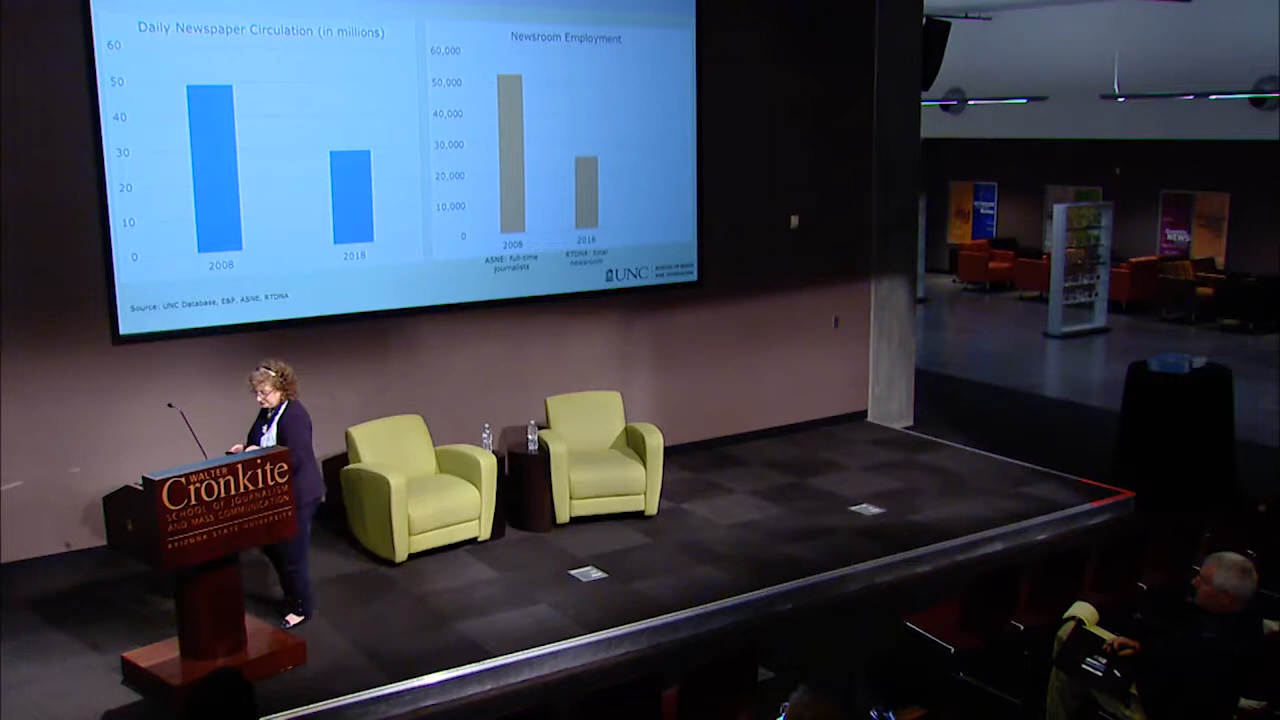 Daily Newspaper Circulation (in millions)
60
50
40
30
20
10
0
2008
2018
Newsroom Employment
60,000
50,000
40,000
30,000
20,000
10,000
0
2008
2018
ASNE: full-time
journalists
RTDNA: total
newsroom
Source: UNC Database, E&P, ASNE, RTDNA
UNC
WALTER
Cronkite
SCHOOL OF JOURNALISM
AND MASS COMMUNICATION
ARIZONA STATE UNIVERSITY
NEWS